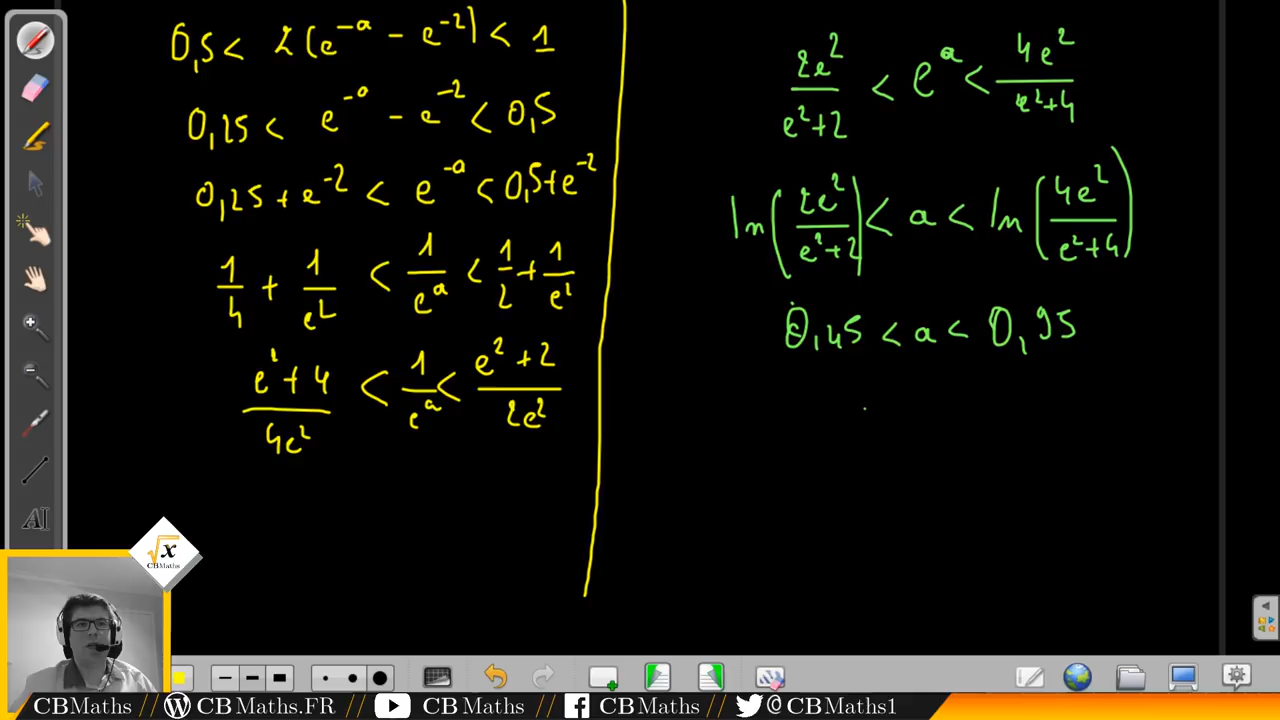 0,5 < 2(e^{-a} - e^{-2}) < 1
0,25 < e^{-a} - e^{-2} < 0,5
0,25 + e^{-2} < e^{-a} < 0,5 + e^{-2}
1/4 + 1/e^2 < 1/e^a < 1/2 + 1/e^2
(e^2 + 4)/(4e^2) < 1/e^a < (e^2 + 2)/(2e^2)
2e^2/(e^2+2) < e^a < 4e^2/(e^2+4)
ln(2e^2/(e^2+2)) < a < ln(4e^2/(e^2+4))
0,45 < a < 0,95
AI
√x
CBMaths
CBMaths CBMaths.FR CBMaths CBMaths @CBMaths1